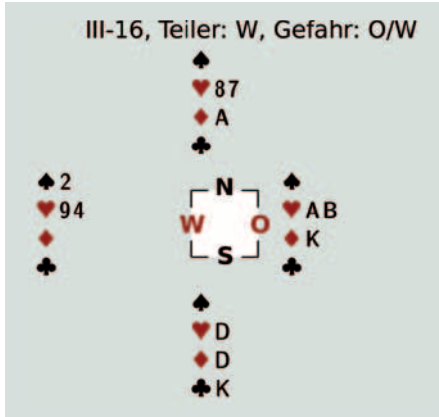 III-16, Teiler: W, Gefahr: O/W
♠
♥ 87
♦ A
♣
♠ 2
♥ 94
♦
♣
N
W O
S
♠
♥ AB
♦ K
♣
♠
♥ D
♦ D
♣ K